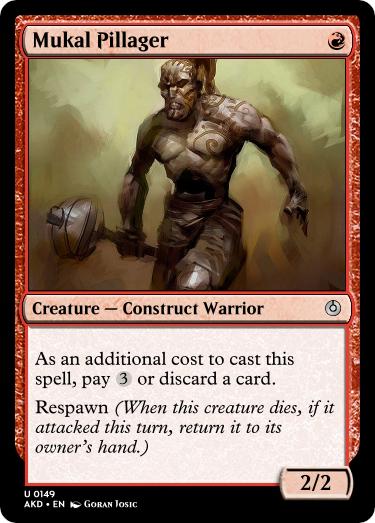 Mukal Pillager
Creature — Construct Warrior
As an additional cost to cast this
spell, pay 3 or discard a card.
Respawn (When this creature dies, if it
attacked this turn, return it to its
owner's hand.)
2/2
U 0149
AKD • EN Goran Josic